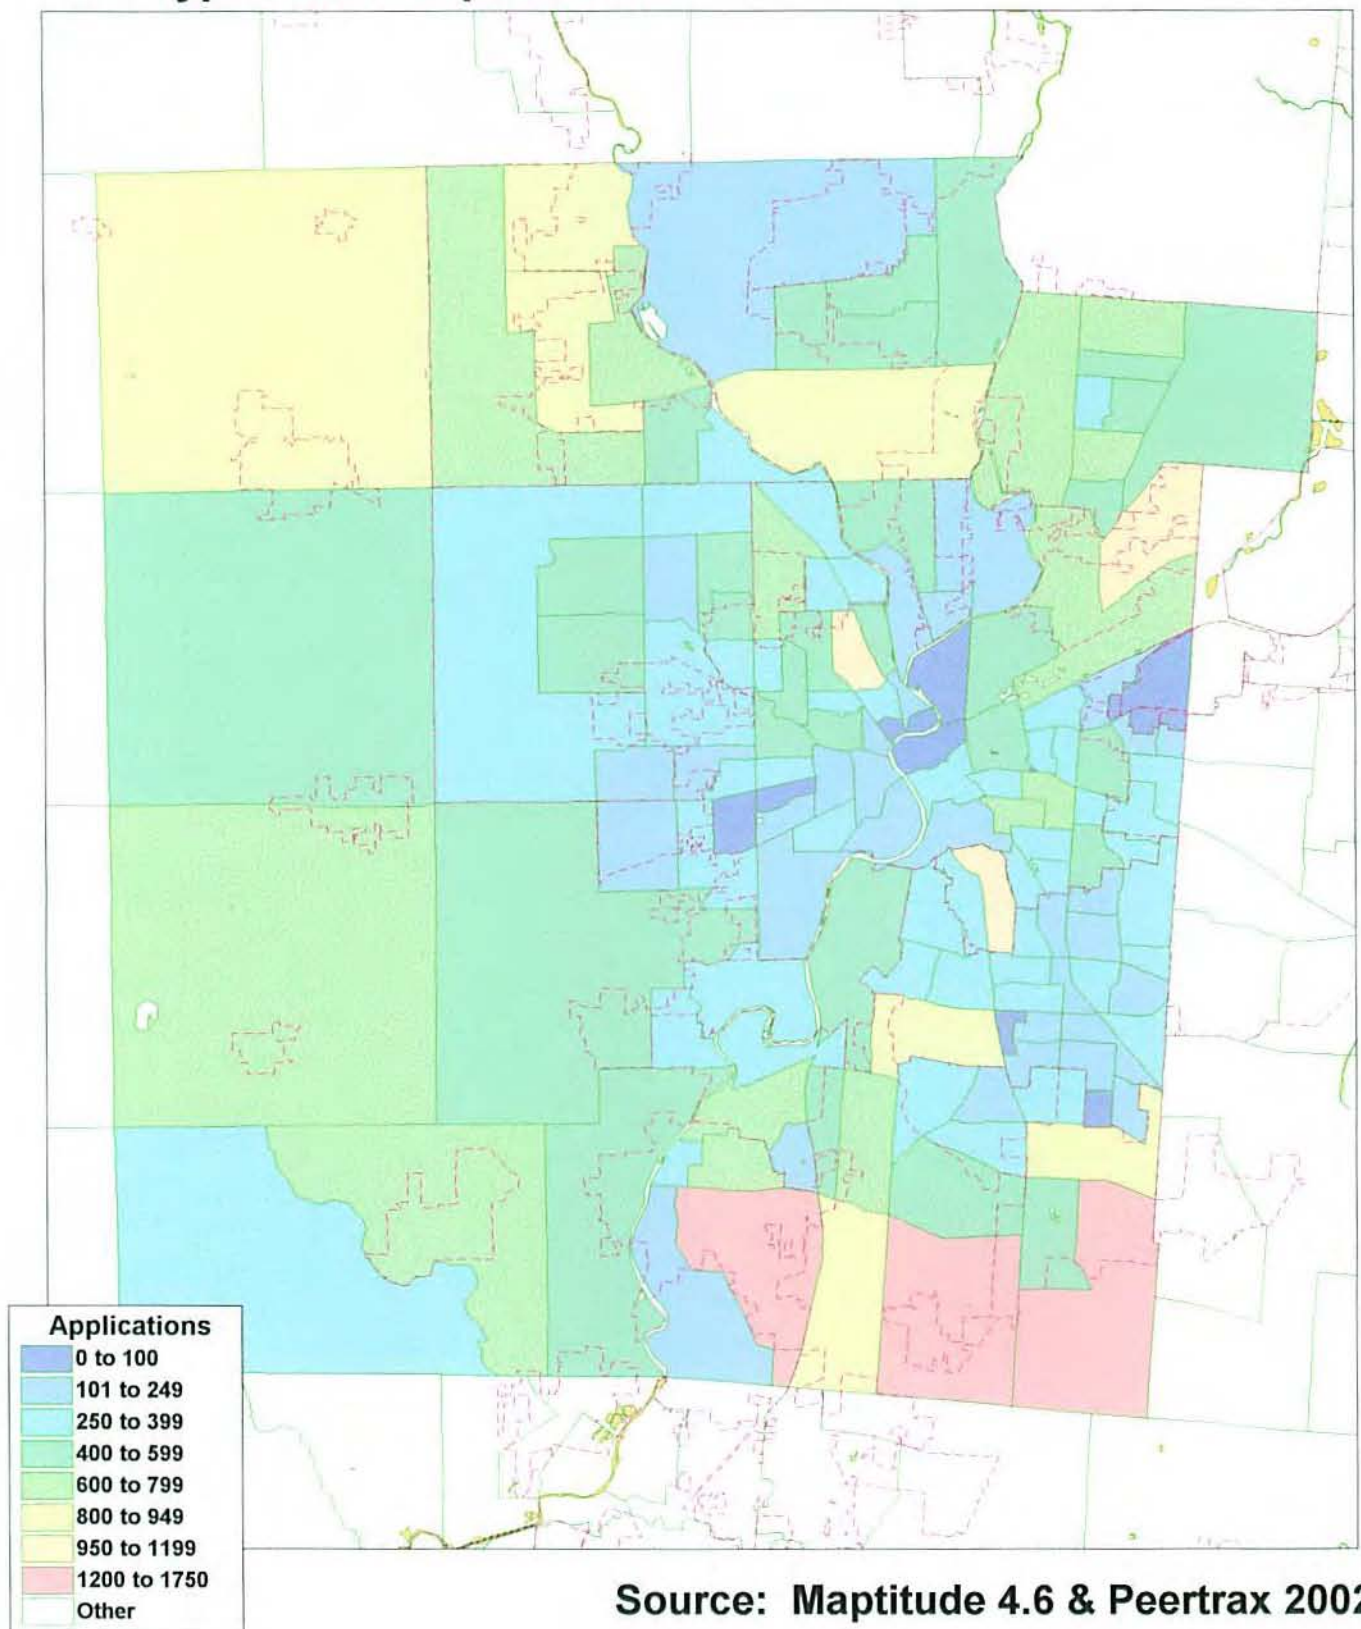 Applications
0 to 100
101 to 249
250 to 399
400 to 599
600 to 799
800 to 949
950 to 1199
1200 to 1750
Other
Source: Maptitude 4.6 & Peertrax 2002